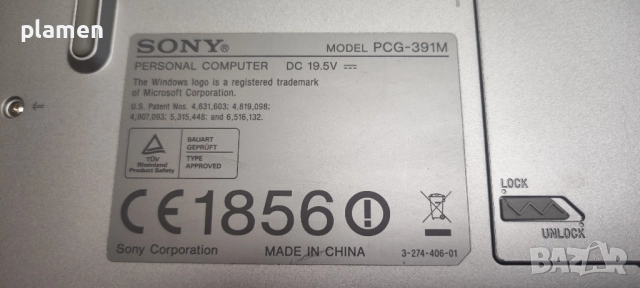 plamen
SONY®
MODEL PCG-391M
PERSONAL COMPUTER DC 19.5V
The Windows logo is a registered trademark
of Microsoft Corporation.
U.S. Patent Nos. 4,631,603; 4,819,098;
4,907,093; 5,315,448; and 6,516,132.
TÜV
Rheinland
Product Safety
BAUART
GEPRÜFT
TYPE
APPROVED
CE1856
Sony Corporation
MADE IN CHINA
3-274-406-01
LOCK
UNLOCK
bazar